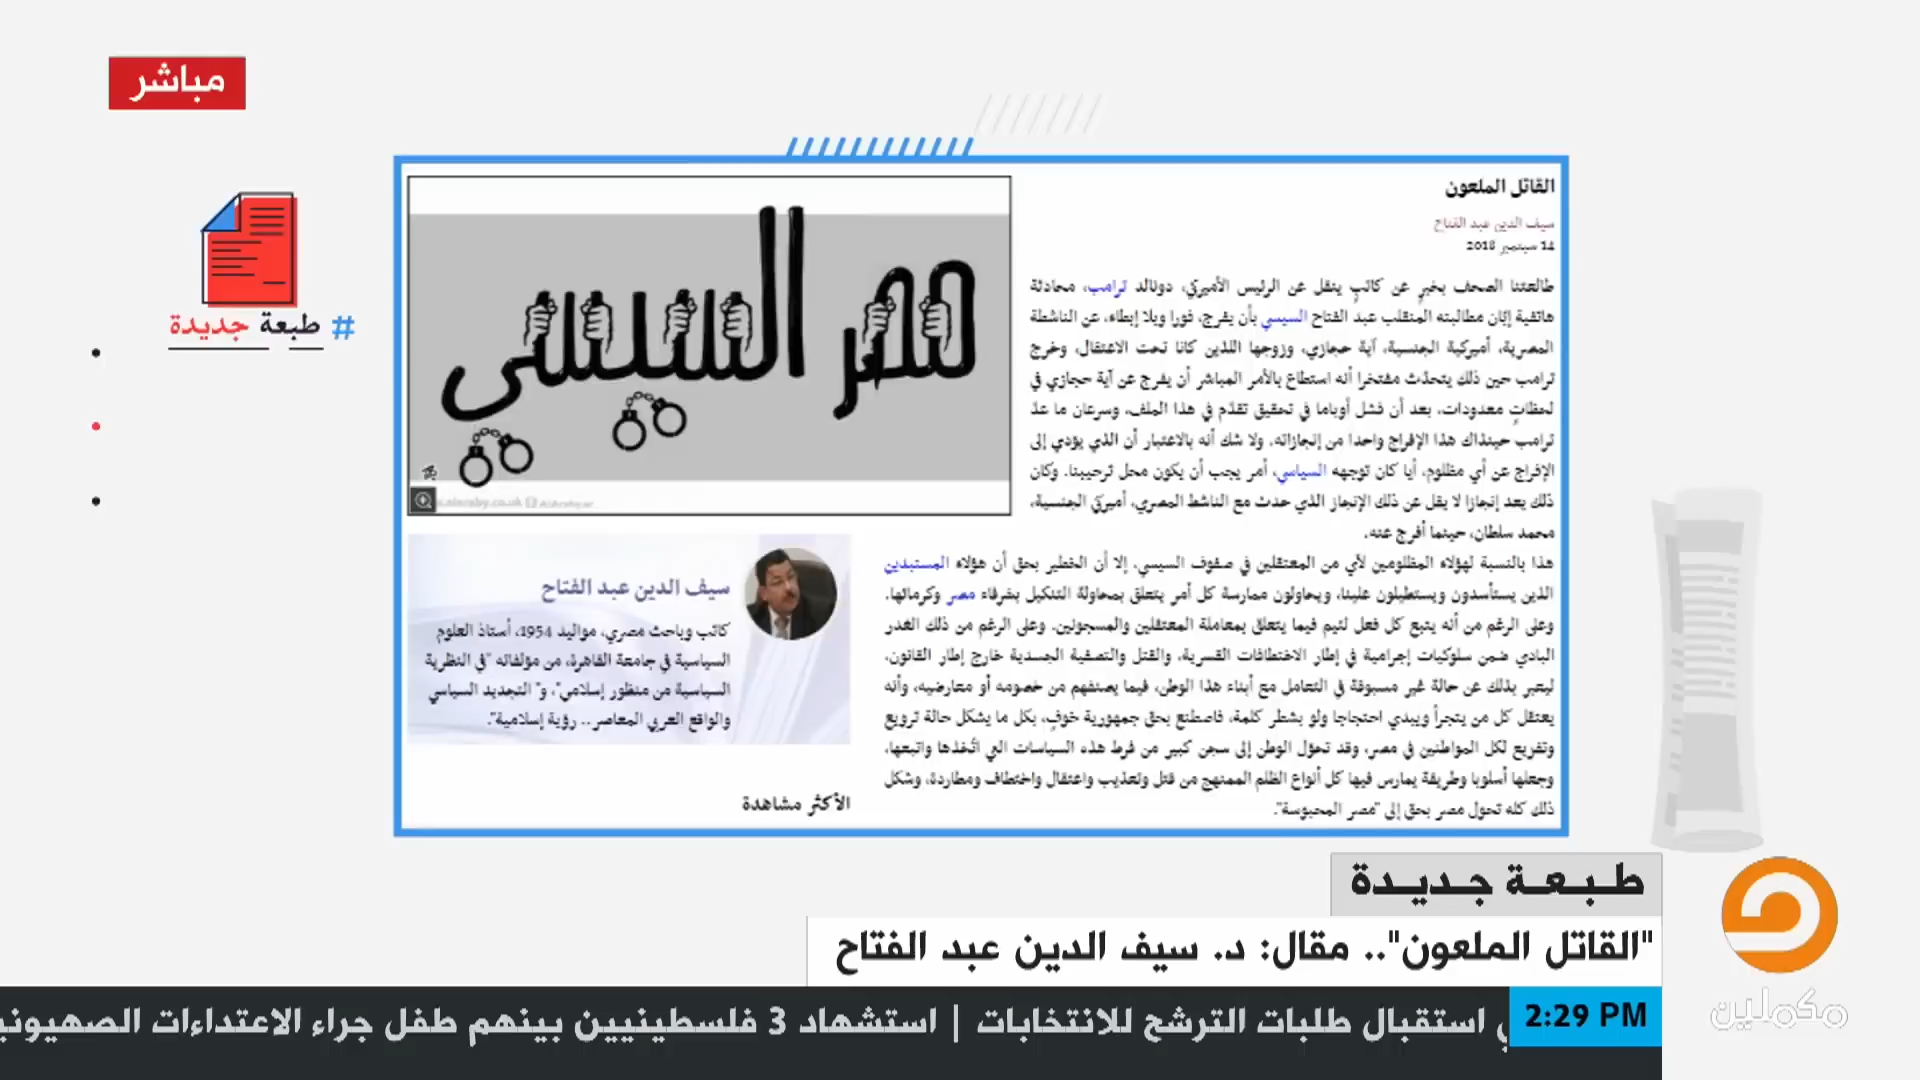 مباشر
# طبعة جديدة
القاتل الملعون
سيف الدين عبد الفتاح
14 سبتمبر 2018
طالعتنا الصحف بخبرٍ عن كاتبٍ ينقل عن الرئيس الأميركي، دونالد ترامب، محادثة
هاتفية إبّان مطالبته المنقلب عبد الفتاح السيسي بأن يفرج، فورا وبلا إبطاء، عن الناشطة
المصرية، أميركية الجنسية، آية حجازي، وزوجها اللذين كانا تحت الاعتقال، وخرج
ترامب حين ذلك يتحدّث مفتخرا أنه استطاع بالأمر المباشر أن يفرج عن آية حجازي في
لحظاتٍ معدودات، بعد أن فشل أوباما في تحقيق تقدّم في هذا الملف، وسرعان ما عدّ
ترامب حينذاك هذا الإفراج واحدا من إنجازاته، ولا شك أنه بالاعتبار أن الذي يؤدي إلى
الإفراج عن أي مظلوم، أيا كان توجهه السياسي، أمر يجب أن يكون محل ترحيبنا. وكان
ذلك يعد إنجازا لا يقل عن ذلك الإنجاز الذي حدث مع الناشط المصري، أميركي الجنسية،
محمد سلطان، حينما أفرج عنه.
هذا بالنسبة لهؤلاء المظلومين لأي من المعتقلين في صفوف السيسي، إلا أن الخطير بحق أن هؤلاء المستبدين
الذين يستأسدون ويستطيلون علينا، ويحاولون ممارسة كل أمر يتعلق بمحاولة التنكيل بشرفاء مصر وكرمائها.
وعلى الرغم من أنه يتبع كل فعل لئيم فيما يتعلق بمعاملة المعتقلين والمسجونين. وعلى الرغم من ذلك الغدر
البادي ضمن سلوكيات إجرامية في إطار الاختطافات القسرية، والقتل والتصفية الجسدية خارج إطار القانون،
ليعبر بذلك عن حالة غير مسبوقة في التعامل مع أبناء هذا الوطن، فيما يصنفهم من خصومه أو معارضيه، وأنه
يعتقل كل من يتجرأ ويبدي احتجاجا ولو بشطر كلمة، فاصطنع بحق جمهورية خوفٍ، بكل ما يشكل حالة ترويع
وتفزيع لكل المواطنين في مصر، وقد تحوّل الوطن إلى سجن كبير من فرط هذه السياسات التي اتّخذها واتبعها،
وجعلها أسلوبا وطريقة يمارس فيها كل أنواع الظلم الممنهج من قتل وتعذيب واعتقال واختطاف ومطاردة، وشكل
ذلك كله تحول مصر بحق إلى "مصر المحبوسة".
مصر السيسي
سيف الدين عبد الفتاح
كاتب وباحث مصري، مواليد 1954، أستاذ العلوم
السياسية في جامعة القاهرة، من مؤلفاته "في النظرية
السياسية من منظور إسلامي"، و" التجديد السياسي
والواقع العربي المعاصر .. رؤية إسلامية".
الأكثر مشاهدة
طبعة جديدة
"القاتل الملعون".. مقال: د. سيف الدين عبد الفتاح
مكملين
2:29 PM
استقبال طلبات الترشح للانتخابات | استشهاد 3 فلسطينيين بينهم طفل جراء الاعتداءات